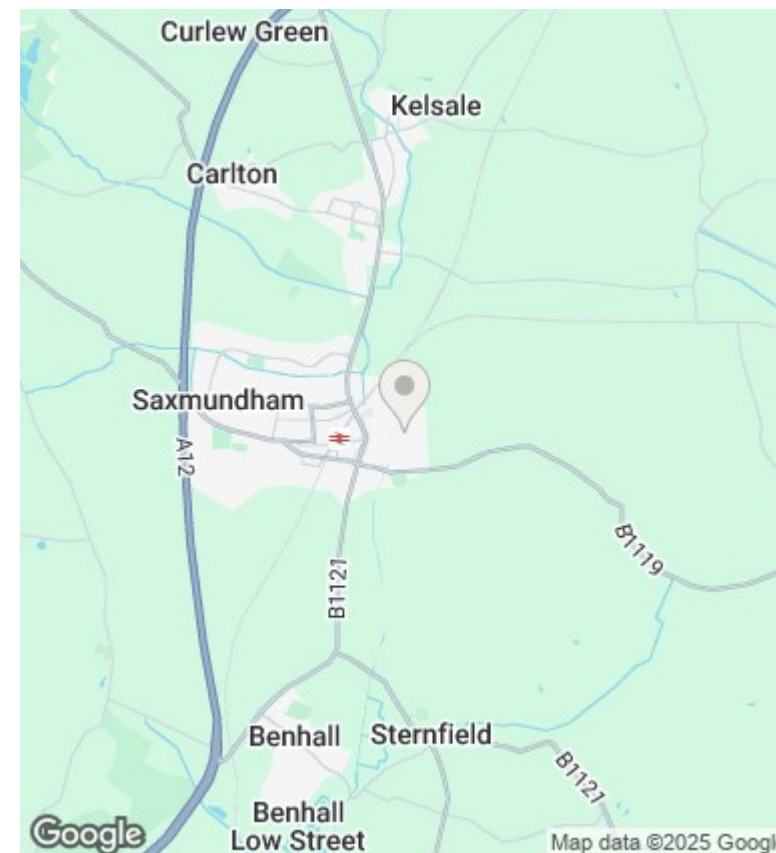 Curlew Green
Kelsale
Carlton
Saxmundham
A12
B1119
B1121
Benhall
Sternfield
B1121
Benhall
Low Street
Google
Map data ©2025 Googl